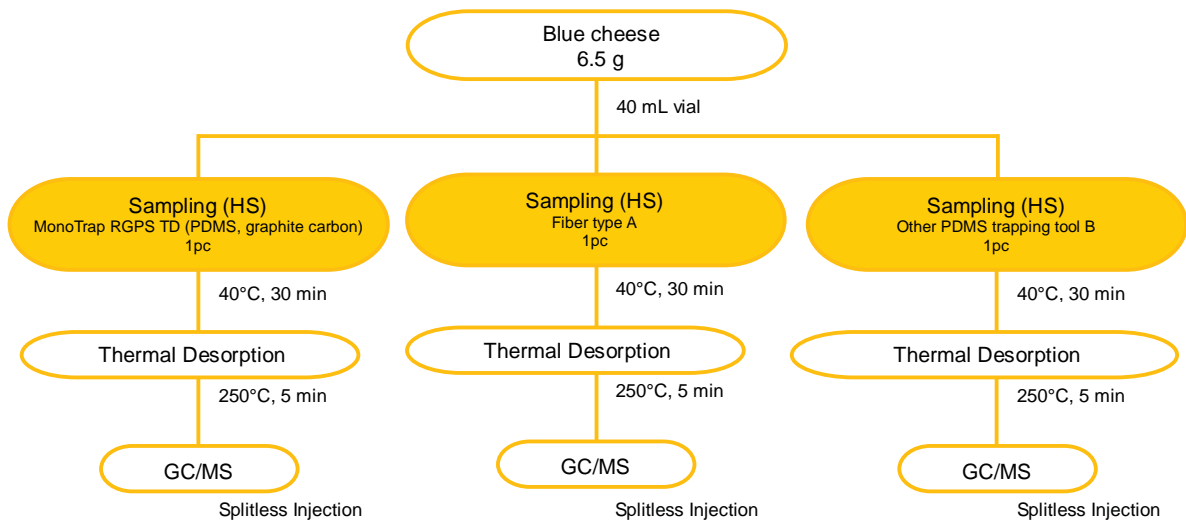 Blue cheese
6.5 g
40 mL vial
Sampling (HS)
MonoTrap RGPS TD (PDMS, graphite carbon)
1pc
Sampling (HS)
Fiber type A
1pc
Sampling (HS)
Other PDMS trapping tool B
1pc
40°C, 30 min
40°C, 30 min
40°C, 30 min
Thermal Desorption
Thermal Desorption
Thermal Desorption
250°C, 5 min
250°C, 5 min
250°C, 5 min
GC/MS
GC/MS
GC/MS
Splitless Injection
Splitless Injection
Splitless Injection